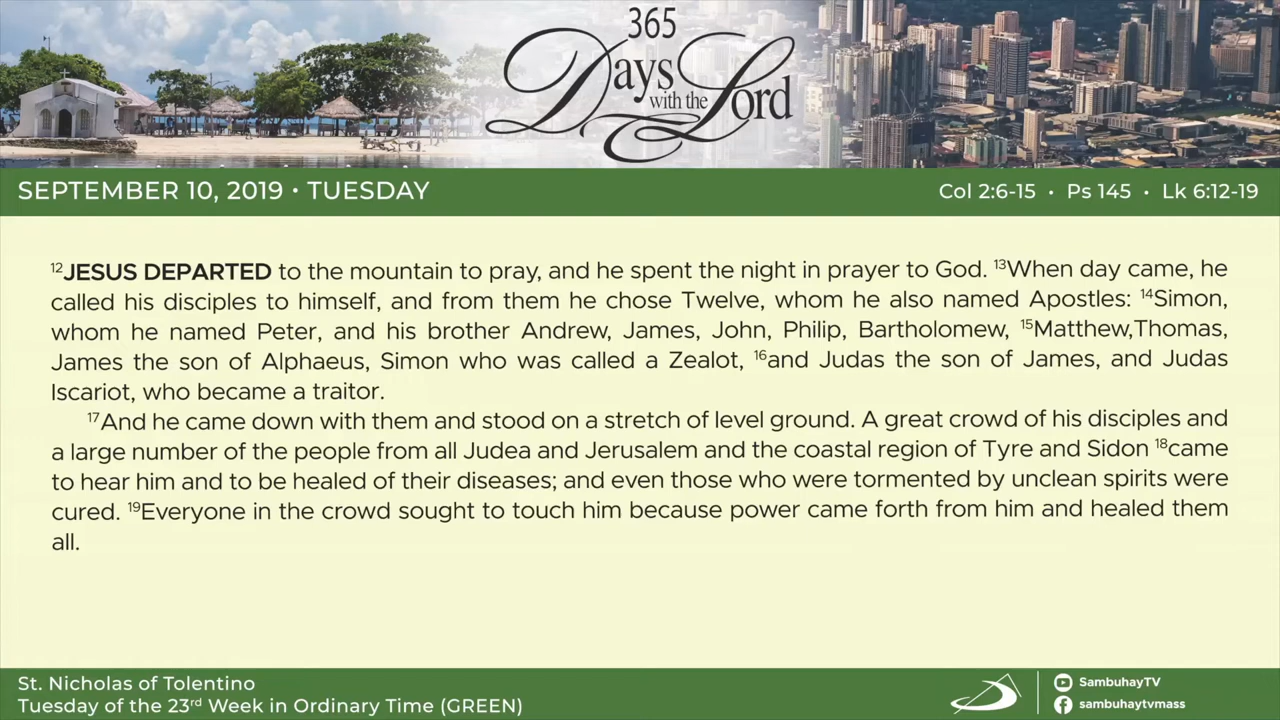 365
Days
with the
Lord
SEPTEMBER 10, 2019 • TUESDAY
Col 2:6-15 • Ps 145 • Lk 6:12-19
¹²JESUS DEPARTED to the mountain to pray, and he spent the night in prayer to God. ¹³When day came, he
called his disciples to himself, and from them he chose Twelve, whom he also named Apostles: ¹⁴Simon,
whom he named Peter, and his brother Andrew, James, John, Philip, Bartholomew, ¹⁵Matthew,Thomas,
James the son of Alphaeus, Simon who was called a Zealot, ¹⁶and Judas the son of James, and Judas
Iscariot, who became a traitor.
¹⁷And he came down with them and stood on a stretch of level ground. A great crowd of his disciples and
a large number of the people from all Judea and Jerusalem and the coastal region of Tyre and Sidon ¹⁸came
to hear him and to be healed of their diseases; and even those who were tormented by unclean spirits were
cured. ¹⁹Everyone in the crowd sought to touch him because power came forth from him and healed them
all.
St. Nicholas of Tolentino
Tuesday of the 23rd Week in Ordinary Time (GREEN)
SambuhayTV
sambuhaytvmass